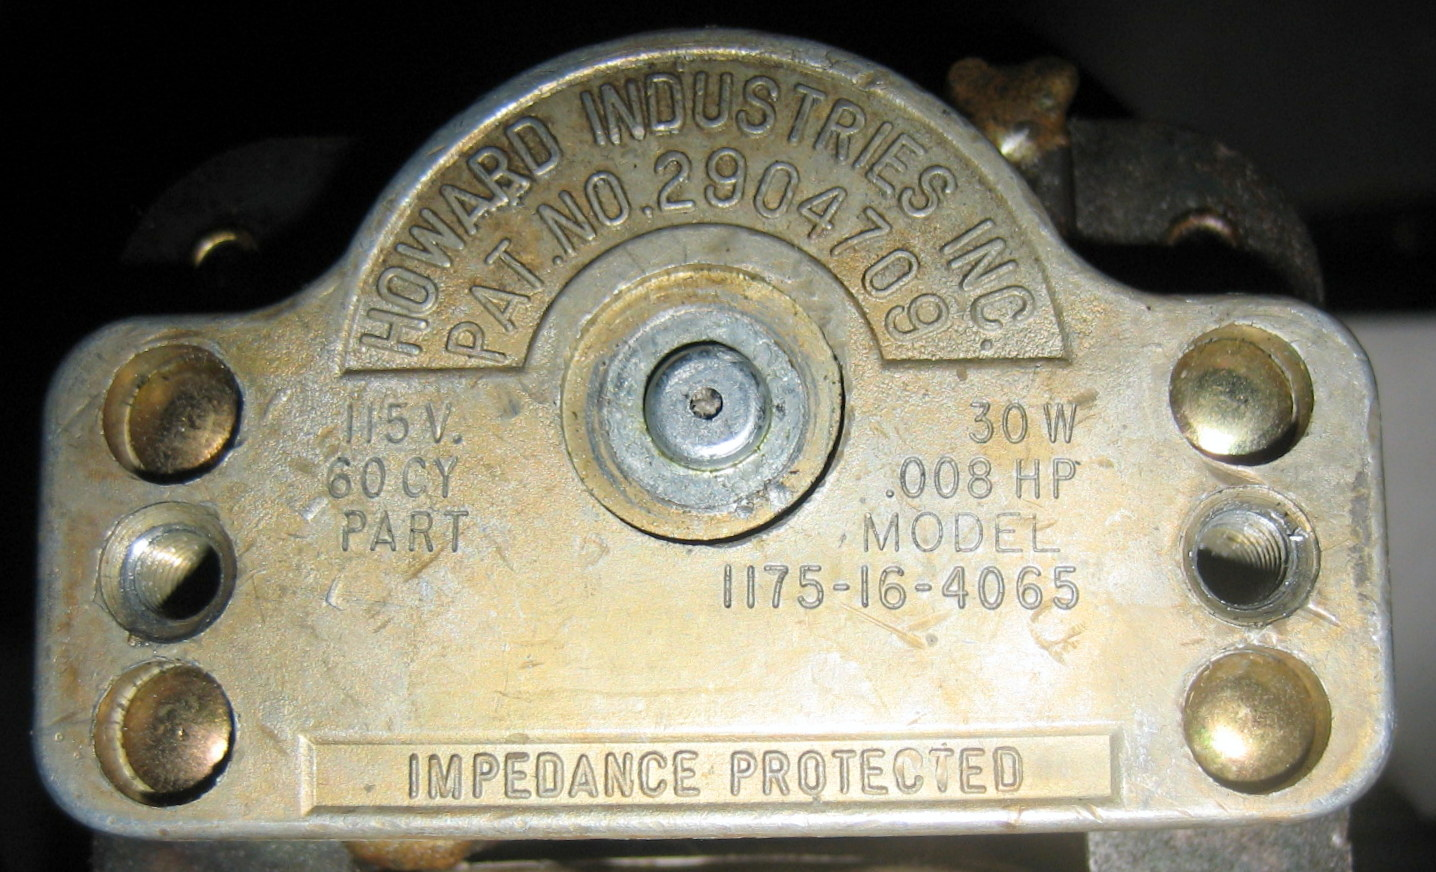 HOWARD INDUSTRIES INC.
PAT. NO. 2904709
115 V.
60 CY
PART
30 W
.008 HP
MODEL
1175-16-4065
IMPEDANCE PROTECTED